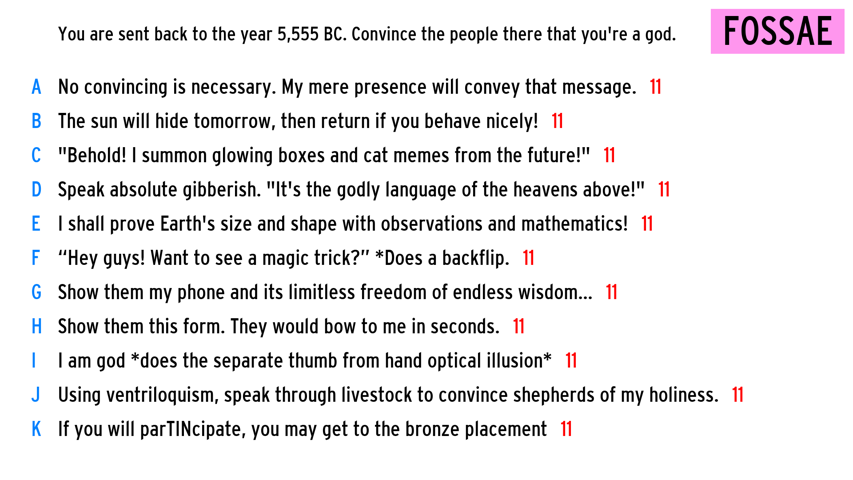 You are sent back to the year 5,555 BC. Convince the people there that you're a god.
FOSSAE
A No convincing is necessary. My mere presence will convey that message. 11
B The sun will hide tomorrow, then return if you behave nicely! 11
C "Behold! I summon glowing boxes and cat memes from the future!" 11
D Speak absolute gibberish. "It's the godly language of the heavens above!" 11
E I shall prove Earth's size and shape with observations and mathematics! 11
F “Hey guys! Want to see a magic trick?” *Does a backflip. 11
G Show them my phone and its limitless freedom of endless wisdom... 11
H Show them this form. They would bow to me in seconds. 11
I I am god *does the separate thumb from hand optical illusion* 11
J Using ventriloquism, speak through livestock to convince shepherds of my holiness. 11
K If you will parTINcipate, you may get to the bronze placement 11